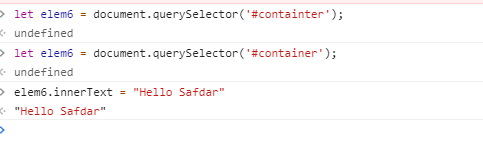 let elem6 = document.querySelector('#containter');
undefined
let elem6 = document.querySelector('#container');
undefined
elem6.innerText = "Hello Safdar"
"Hello Safdar"